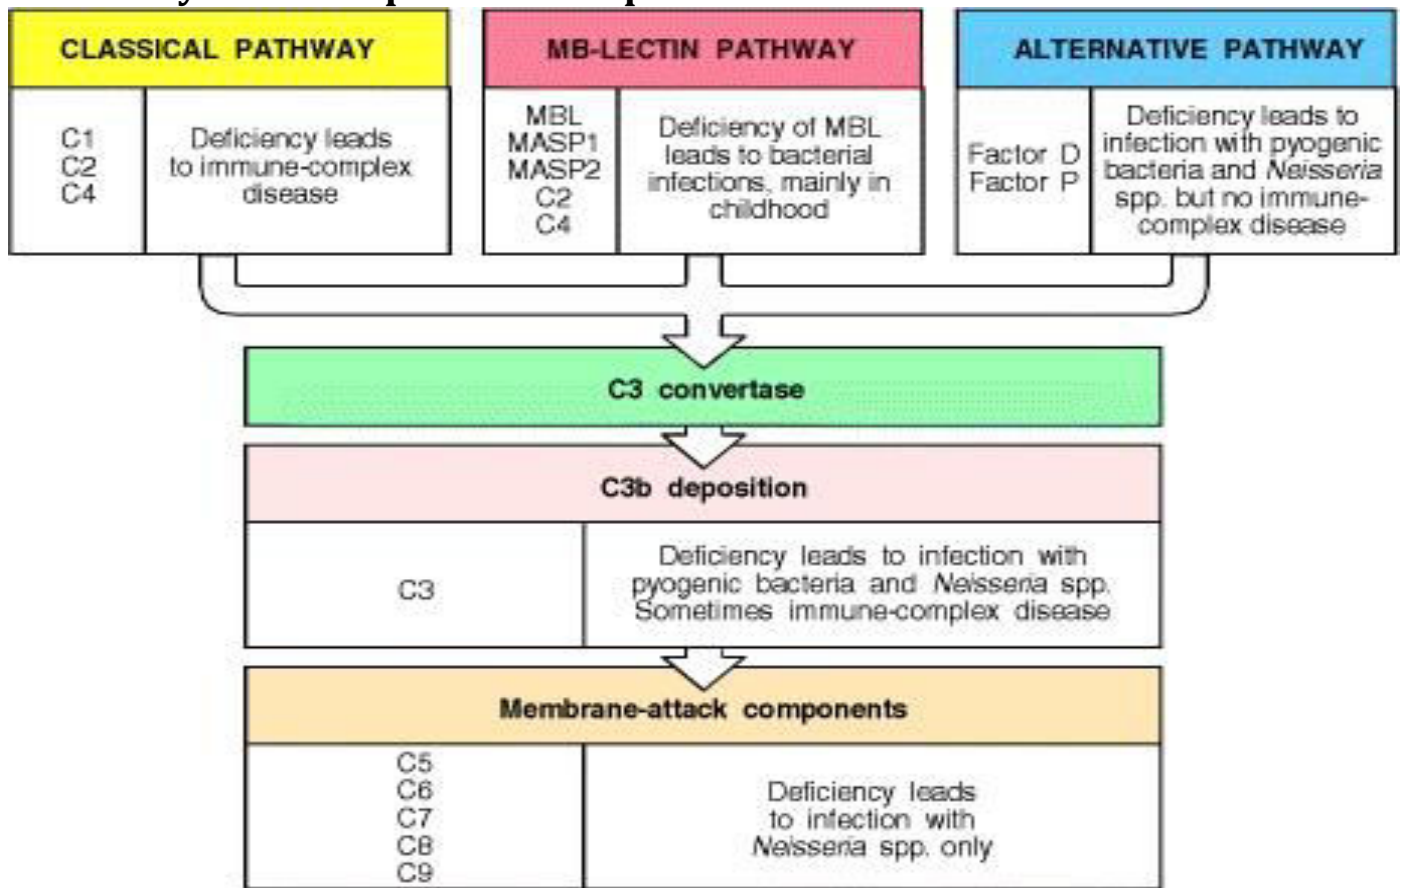 CLASSICAL PATHWAY
C1
C2
C4
Deficiency leads
to immune-complex
disease
MB-LECTIN PATHWAY
MBL
MASP1
MASP2
C2
C4
Deficiency of MBL
leads to bacterial
infections, mainly in
childhood
ALTERNATIVE PATHWAY
Factor D
Factor P
Deficiency leads to
infection with pyogenic
bacteria and Neisseria
spp. but no immune-
complex disease
C3 convertase
C3b deposition
C3
Deficiency leads to infection with
pyogenic bacteria and Neisseria spp.
Sometimes immune-complex disease
Membrane-attack components
C5
C6
C7
C8
C9
Deficiency leads
to infection with
Neisseria spp. only